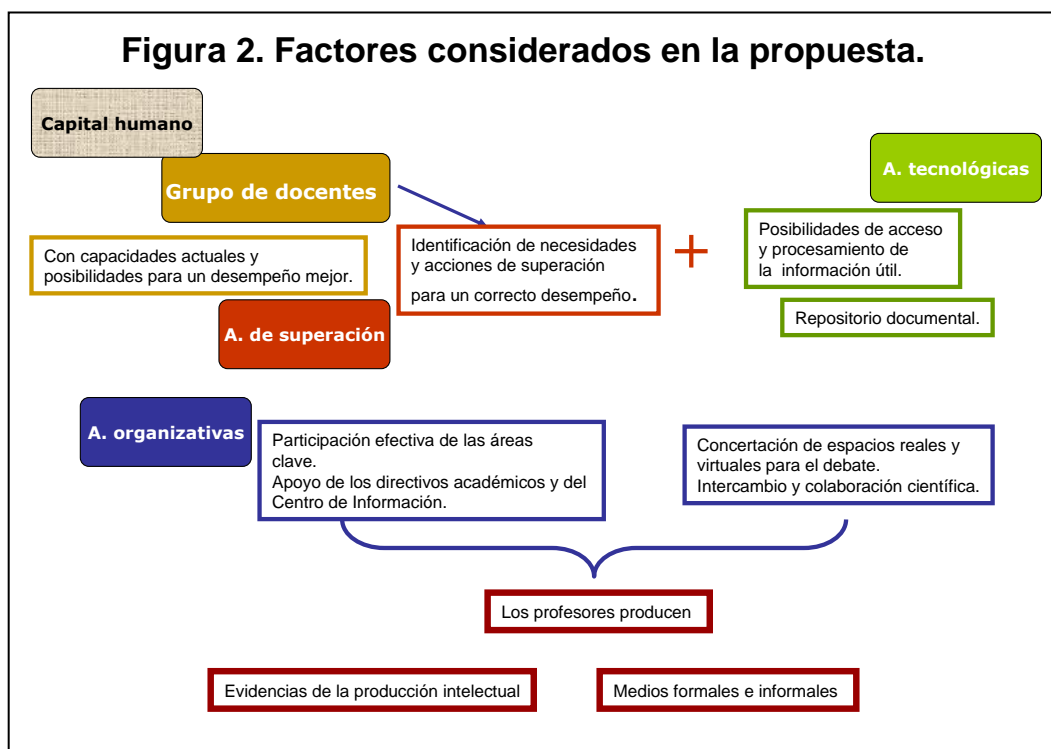 Figura 2. Factores considerados en la propuesta.
Capital humano
Grupo de docentes
A. tecnológicas
Con capacidades actuales y
posibilidades para un desempeño mejor.
Identificación de necesidades
y acciones de superación
para un correcto desempeño.
+
Posibilidades de acceso
y procesamiento de
la información útil.
Repositorio documental.
A. de superación
A. organizativas
Participación efectiva de las áreas
clave.
Apoyo de los directivos académicos y del
Centro de Información.
Concertación de espacios reales y
virtuales para el debate.
Intercambio y colaboración científica.
Los profesores producen
Evidencias de la producción intelectual
Medios formales e informales